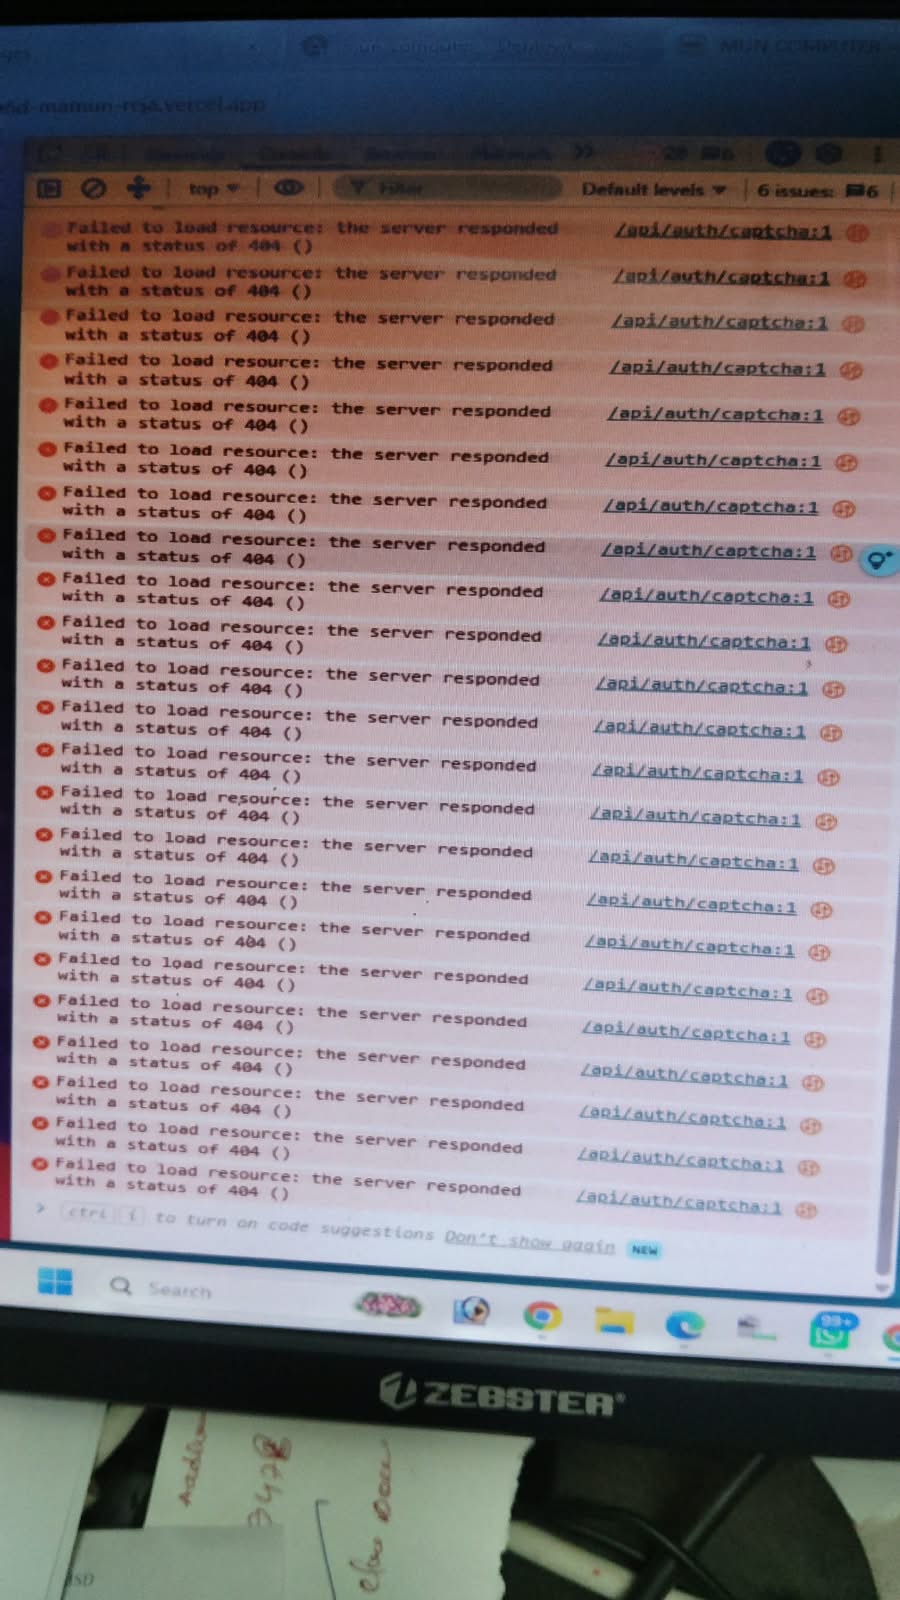 top
Filter
Default levels
6 issues:
6
Failed to load resource: the server responded
with a status of 404 ()
/api/auth/captcha:1
Failed to load resource: the server responded
with a status of 404 ()
/api/auth/captcha:1
Failed to load resource: the server responded
with a status of 404 ()
/api/auth/captcha:1
Failed to load resource: the server responded
with a status of 404 ()
/api/auth/captcha:1
Failed to load resource: the server responded
with a status of 404 ()
/api/auth/captcha:1
Failed to load resource: the server responded
with a status of 404 ()
/api/auth/captcha:1
Failed to load resource: the server responded
with a status of 404 ()
/api/auth/captcha:1
Failed to load resource: the server responded
with a status of 404 ()
/api/auth/captcha:1
Failed to load resource: the server responded
with a status of 404 ()
/api/auth/captcha:1
Failed to load resource: the server responded
with a status of 404 ()
/api/auth/captcha:1
Failed to load resource: the server responded
with a status of 404 ()
/api/auth/captcha:1
Failed to load resource: the server responded
with a status of 404 ()
/api/auth/captcha:1
Failed to load resource: the server responded
with a status of 404 ()
/api/auth/captcha:1
Failed to load resource: the server responded
with a status of 404 ()
/api/auth/captcha:1
Failed to load resource: the server responded
with a status of 404 ()
/api/auth/captcha:1
Failed to load resource: the server responded
with a status of 404 ()
/api/auth/captcha:1
Failed to load resource: the server responded
with a status of 404 ()
/api/auth/captcha:1
Failed to load resource: the server responded
with a status of 404 ()
/api/auth/captcha:1
Failed to load resource: the server responded
with a status of 404 ()
/api/auth/captcha:1
Failed to load resource: the server responded
with a status of 404 ()
/api/auth/captcha:1
Failed to load resource: the server responded
with a status of 404 ()
/api/auth/captcha:1
Failed to load resource: the server responded
with a status of 404 ()
/api/auth/captcha:1
Failed to load resource: the server responded
with a status of 404 ()
/api/auth/captcha:1
ctrl i to turn on code suggestions Don't show again NEW
Search
99+
ZEBSTER